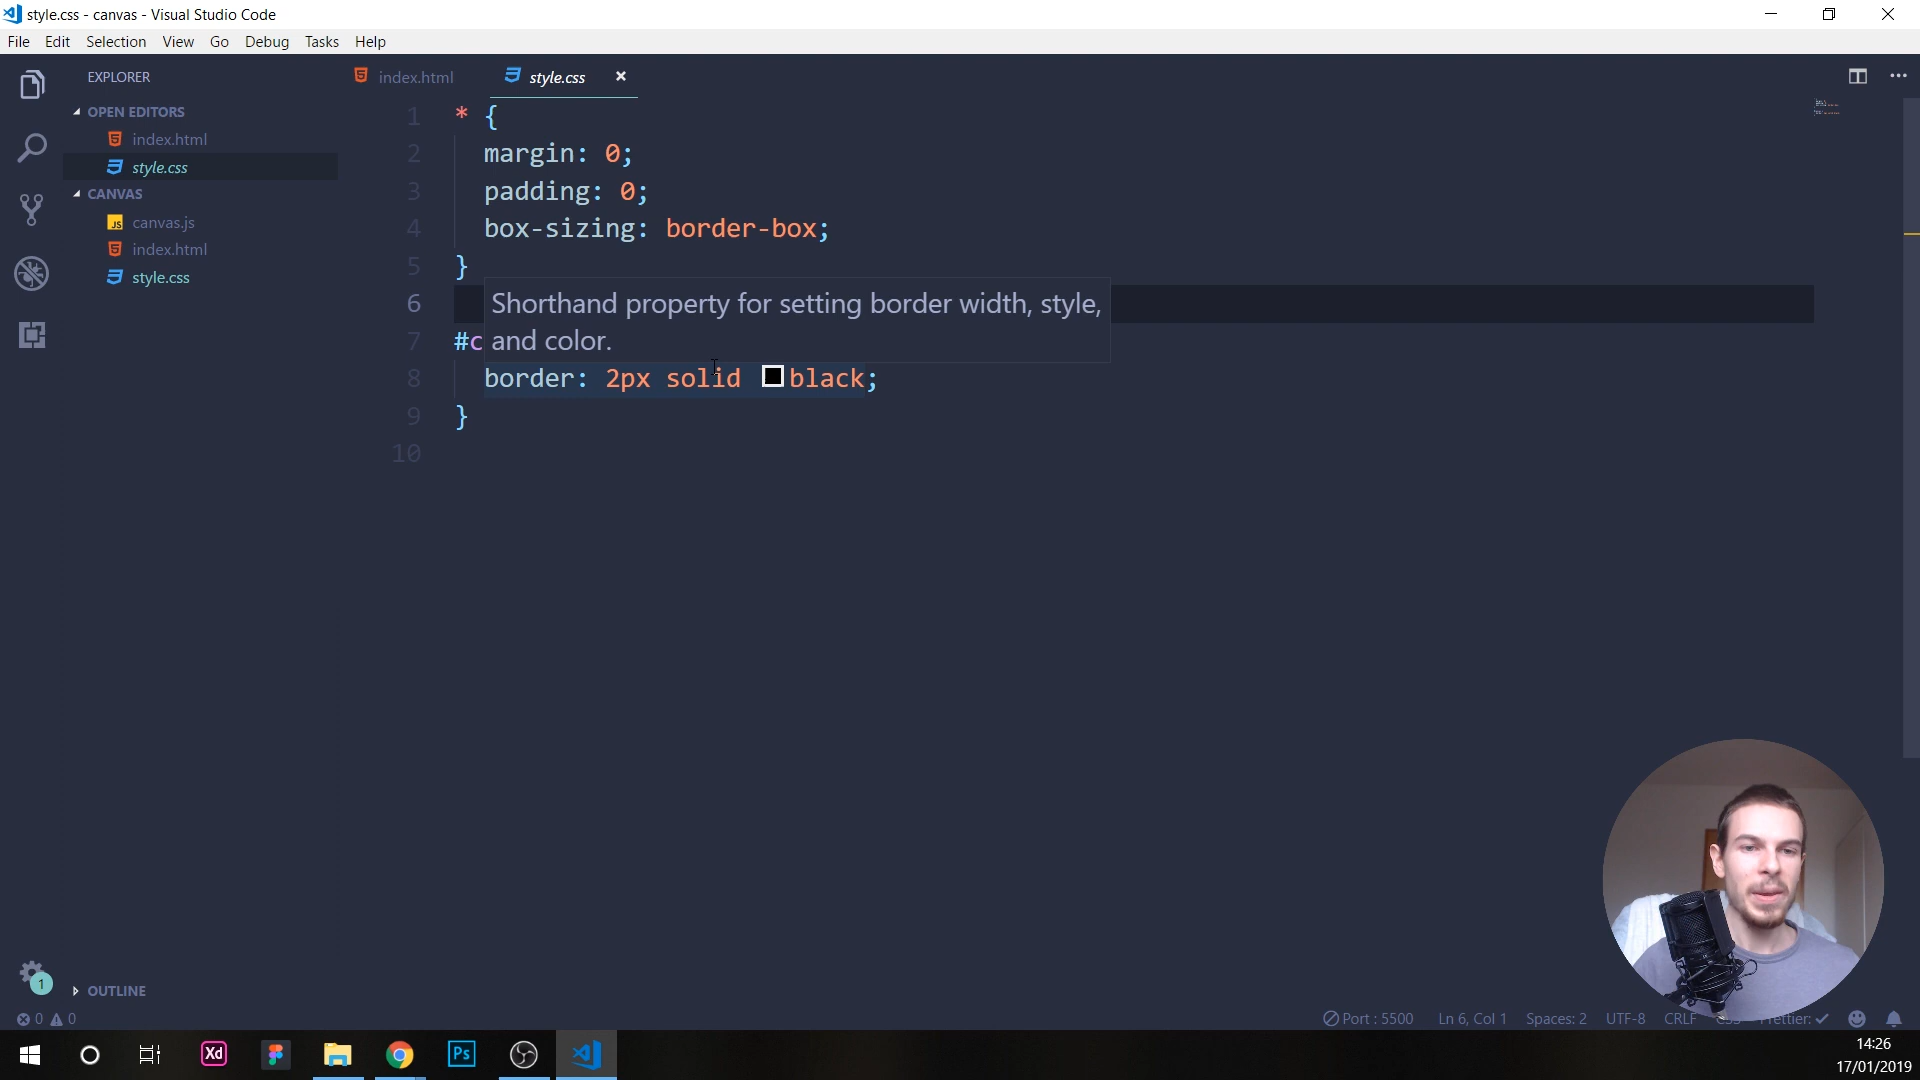 style.css - canvas - Visual Studio Code
File Edit Selection View Go Debug Tasks Help
EXPLORER
OPEN EDITORS
index.html
style.css
CANVAS
canvas.js
index.html
style.css
OUTLINE
index.html style.css
1 * {
2 margin: 0;
3 padding: 0;
4 box-sizing: border-box;
5 }
6
Shorthand property for setting border width, style,
and color.
7 #c
8 border: 2px solid black;
9 }
10
1
0 0
Port : 5500 Ln 6, Col 1 Spaces: 2 UTF-8 CRLF
Xd Ps
14:26
17/01/2019